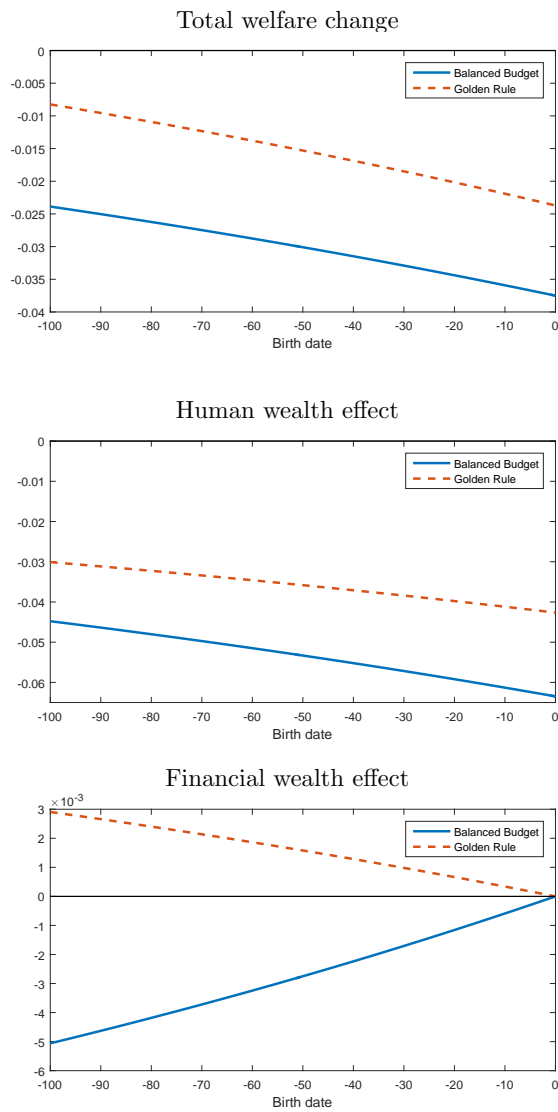 Total welfare change
0
-0.005
-0.01
-0.015
-0.02
-0.025
-0.03
-0.035
-0.04
Balanced Budget
Golden Rule
-100 -90 -80 -70 -60 -50 -40 -30 -20 -10 0
Birth date
Human wealth effect
0
-0.01
-0.02
-0.03
-0.04
-0.05
-0.06
Balanced Budget
Golden Rule
-100 -90 -80 -70 -60 -50 -40 -30 -20 -10 0
Birth date
Financial wealth effect
×10⁻³
3
2
1
0
-1
-2
-3
-4
-5
-6
Balanced Budget
Golden Rule
-100 -90 -80 -70 -60 -50 -40 -30 -20 -10 0
Birth date